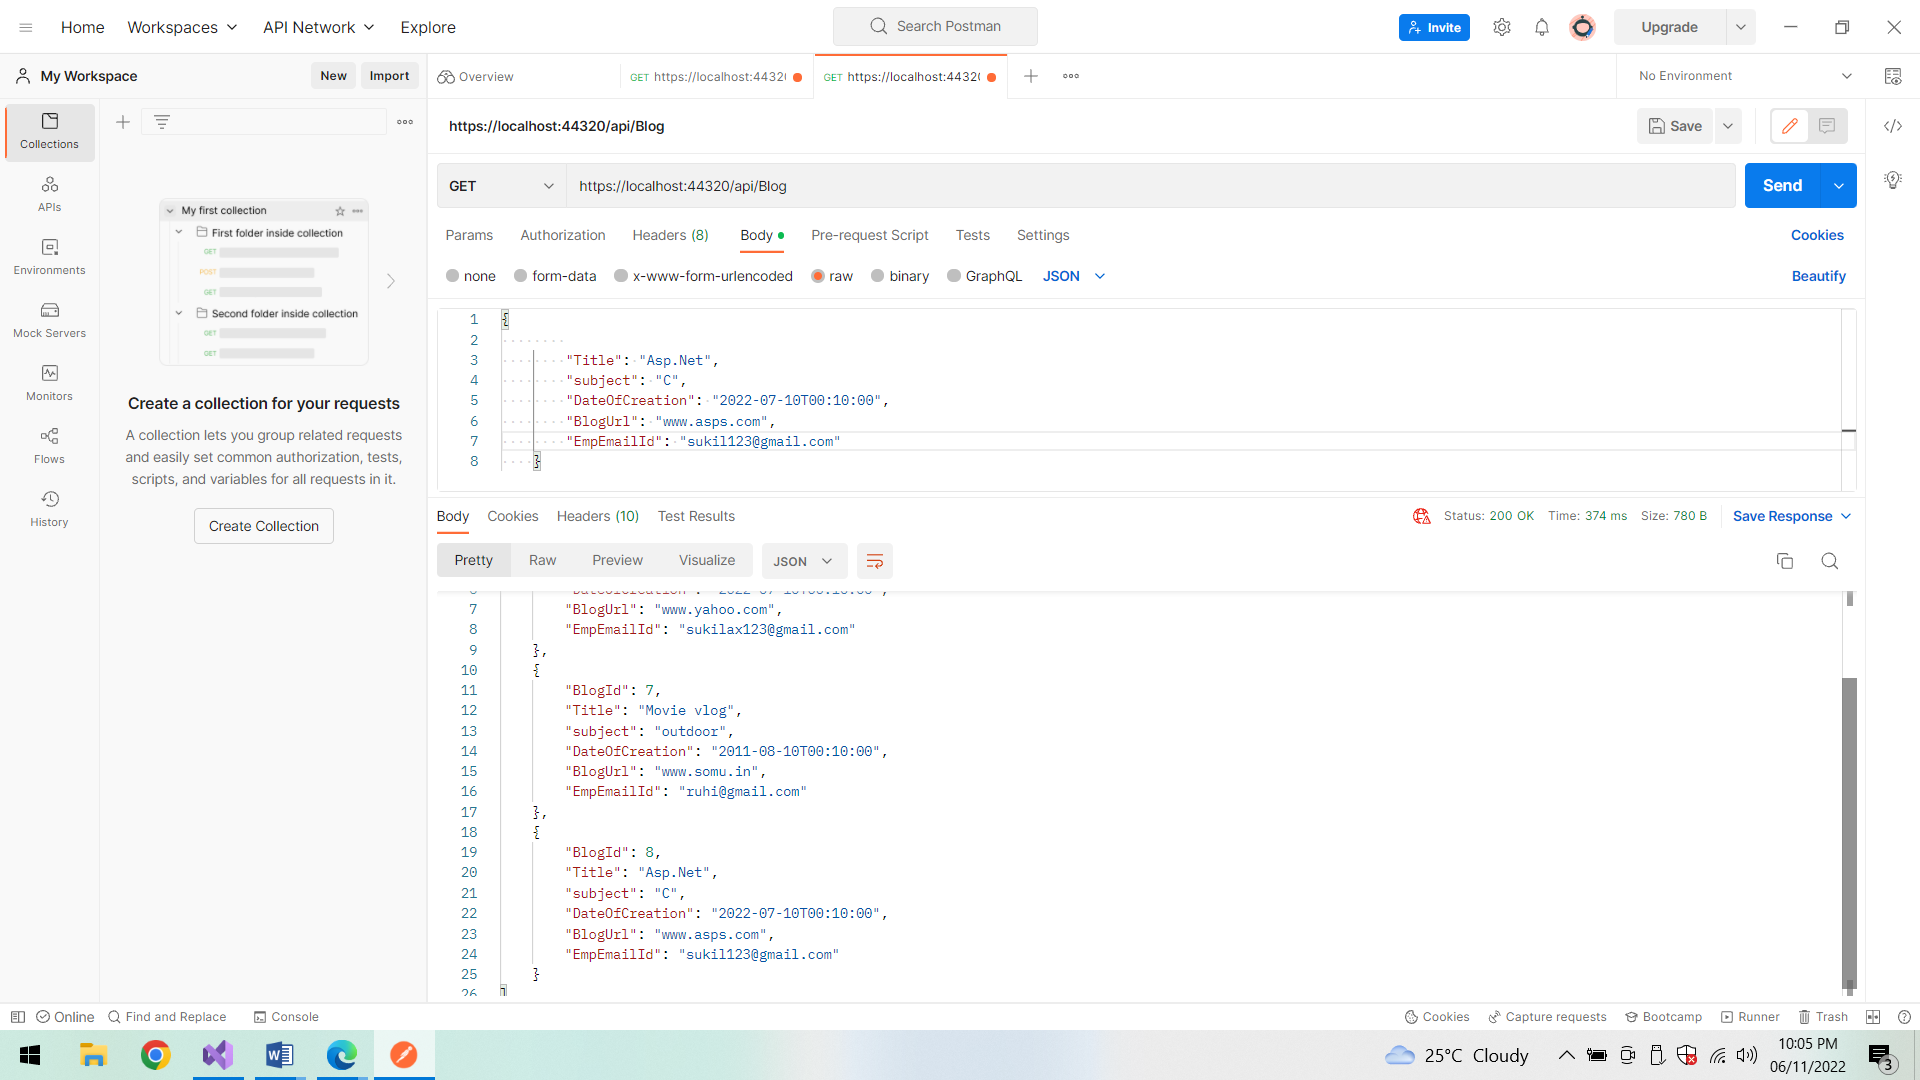 Home Workspaces API Network Explore
Search Postman
Invite
Upgrade
My Workspace
New Import
Overview
GET https://localhost:4432
GET https://localhost:4432
No Environment
Collections
APIs
Environments
Mock Servers
Monitors
Flows
History
My first collection
First folder inside collection
GET
POST
GET
Second folder inside collection
GET
GET
Create a collection for your requests
A collection lets you group related requests
and easily set common authorization, tests,
scripts, and variables for all requests in it.
Create Collection
https://localhost:44320/api/Blog
Save
GET https://localhost:44320/api/Blog
Send
Params Authorization Headers (8) Body Pre-request Script Tests Settings Cookies
none form-data x-www-form-urlencoded raw binary GraphQL JSON Beautify
1 {
2
3 "Title": "Asp.Net",
4 "subject": "C",
5 "DateOfCreation": "2022-07-10T00:10:00",
6 "BlogUrl": "www.asps.com",
7 "EmpEmailId": "sukil123@gmail.com"
8 }
Body Cookies Headers (10) Test Results
Status: 200 OK Time: 374 ms Size: 780 B Save Response
Pretty Raw Preview Visualize JSON
7 "BlogUrl": "www.yahoo.com",
8 "EmpEmailId": "sukilax123@gmail.com"
9 },
10 {
11 "BlogId": 7,
12 "Title": "Movie vlog",
13 "subject": "outdoor",
14 "DateOfCreation": "2011-08-10T00:10:00",
15 "BlogUrl": "www.somu.in",
16 "EmpEmailId": "ruhi@gmail.com"
17 },
18 {
19 "BlogId": 8,
20 "Title": "Asp.Net",
21 "subject": "C",
22 "DateOfCreation": "2022-07-10T00:10:00",
23 "BlogUrl": "www.asps.com",
24 "EmpEmailId": "sukil123@gmail.com"
25 }
26 ]
Online Find and Replace Console
Cookies Capture requests Bootcamp Runner Trash
25°C Cloudy
10:05 PM
06/11/2022
3